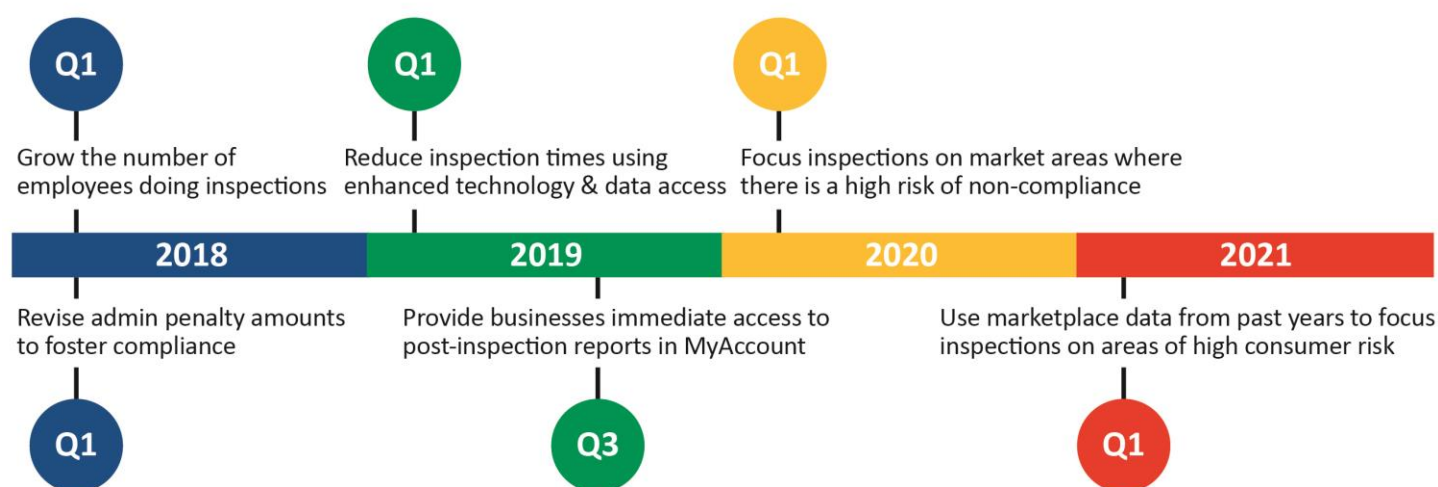 Q1
Q1
Q1
Grow the number of
employees doing inspections
Reduce inspection times using
enhanced technology & data access
Focus inspections on market areas where
there is a high risk of non-compliance
2018
2019
2020
2021
Revise admin penalty amounts
to foster compliance
Provide businesses immediate access to
post-inspection reports in MyAccount
Use marketplace data from past years to focus
inspections on areas of high consumer risk
Q1
Q3
Q1